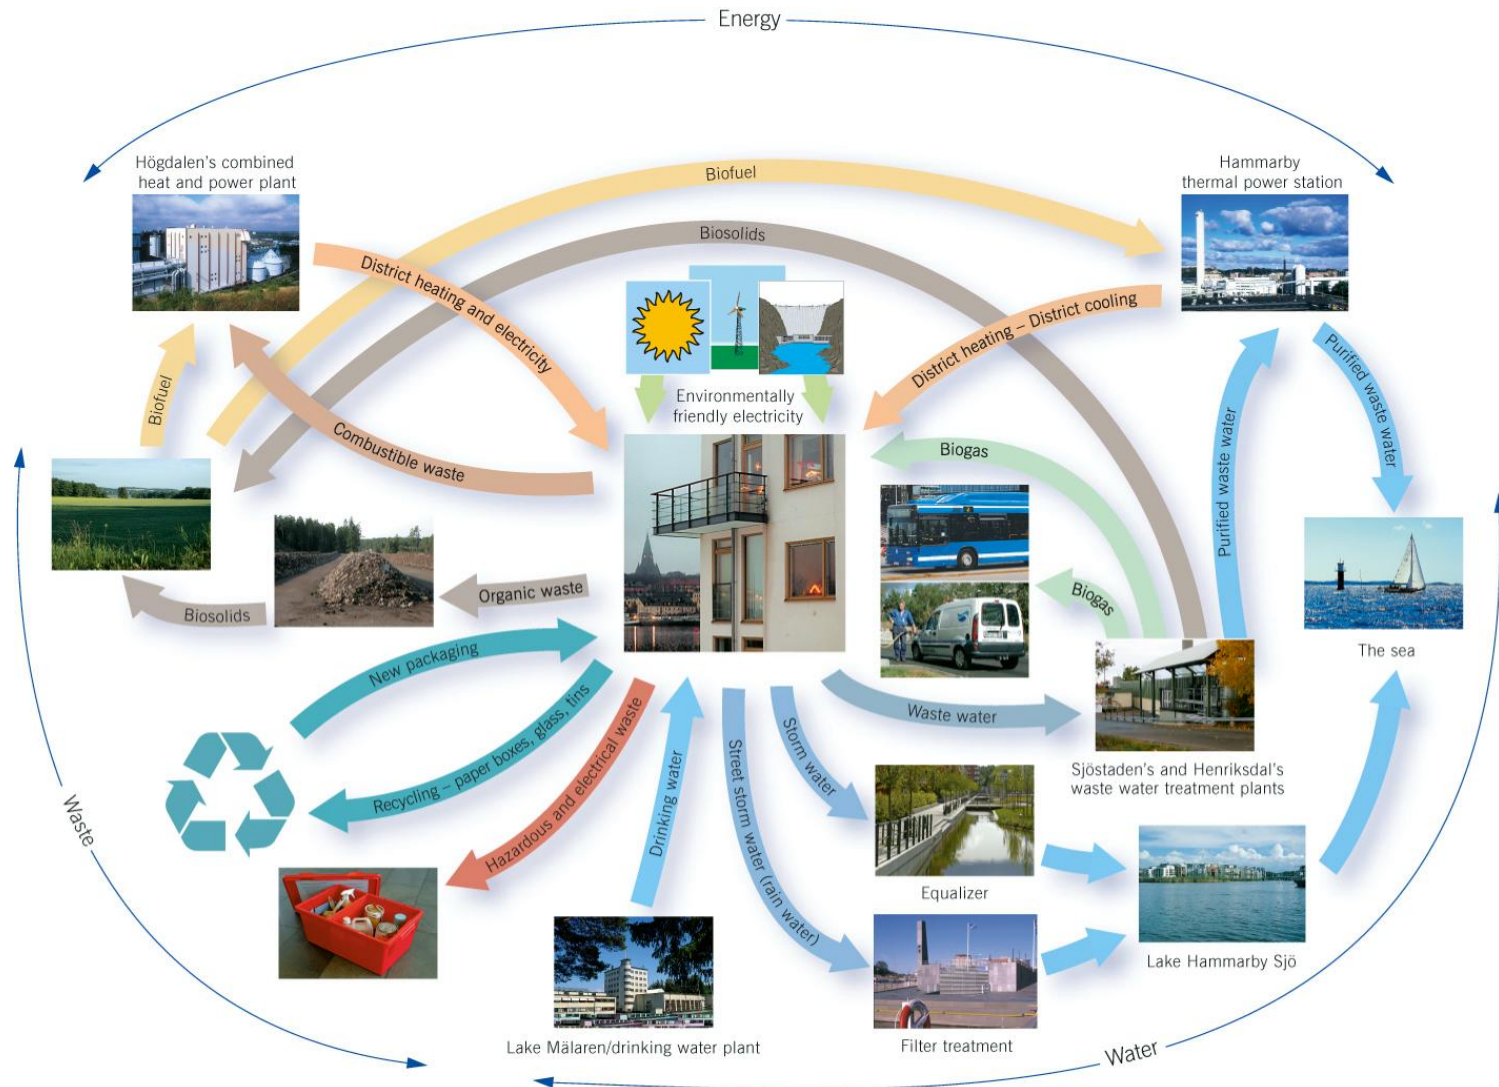 Energy
Högdalen's combined
heat and power plant
Hammarby
thermal power station
Biofuel
Biosolids
District heating and electricity
District heating – District cooling
Environmentally
friendly electricity
Biofuel
Combustible waste
Biogas
Purified waste water
Purified waste water
Organic waste
Biosolids
Biogas
The sea
New packaging
Waste water
Recycling – paper boxes, glass, tins
Hazardous and electrical waste
Drinking water
Street storm water (rain water)
Storm water
Sjöstaden's and Henriksdal's
waste water treatment plants
Waste
Equalizer
Lake Hammarby Sjö
Lake Mälaren/drinking water plant
Filter treatment
Water